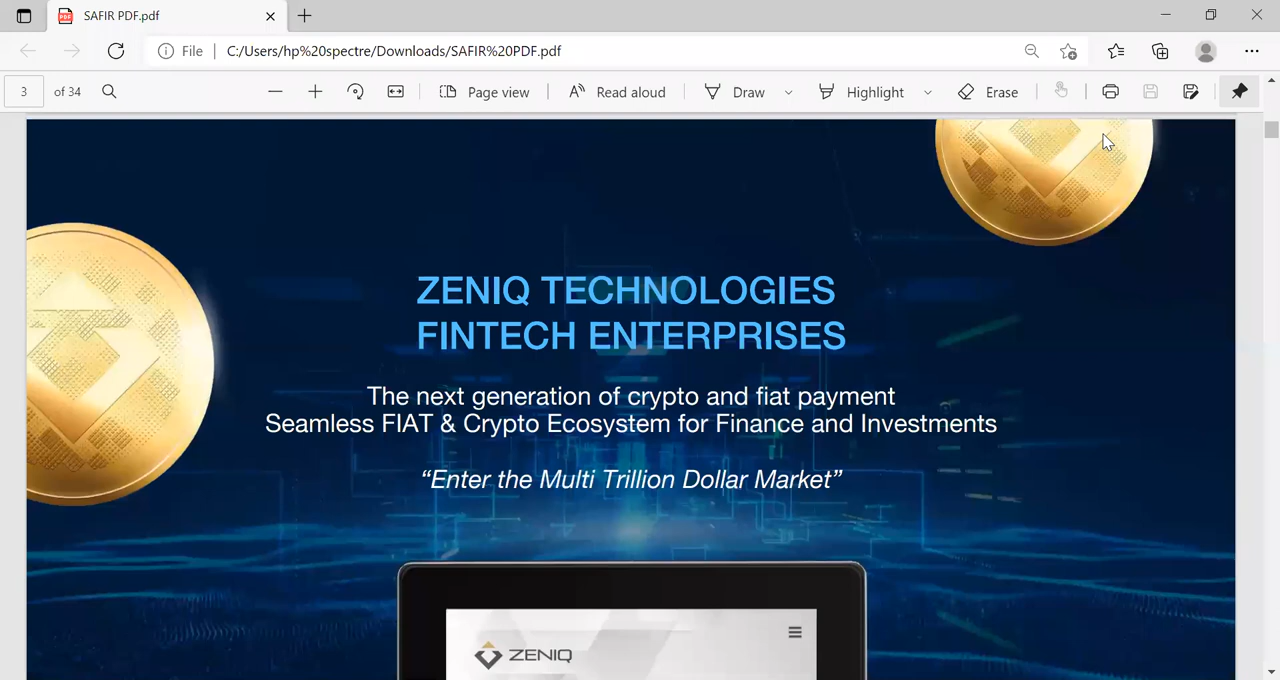 SAFIR PDF.pdf
File
C:/Users/hp%20spectre/Downloads/SAFIR%20PDF.pdf
3 of 34
Page view
Read aloud
Draw
Highlight
Erase
ZENIQ TECHNOLOGIES
FINTECH ENTERPRISES
The next generation of crypto and fiat payment
Seamless FIAT & Crypto Ecosystem for Finance and Investments
“Enter the Multi Trillion Dollar Market”
ZENIQ